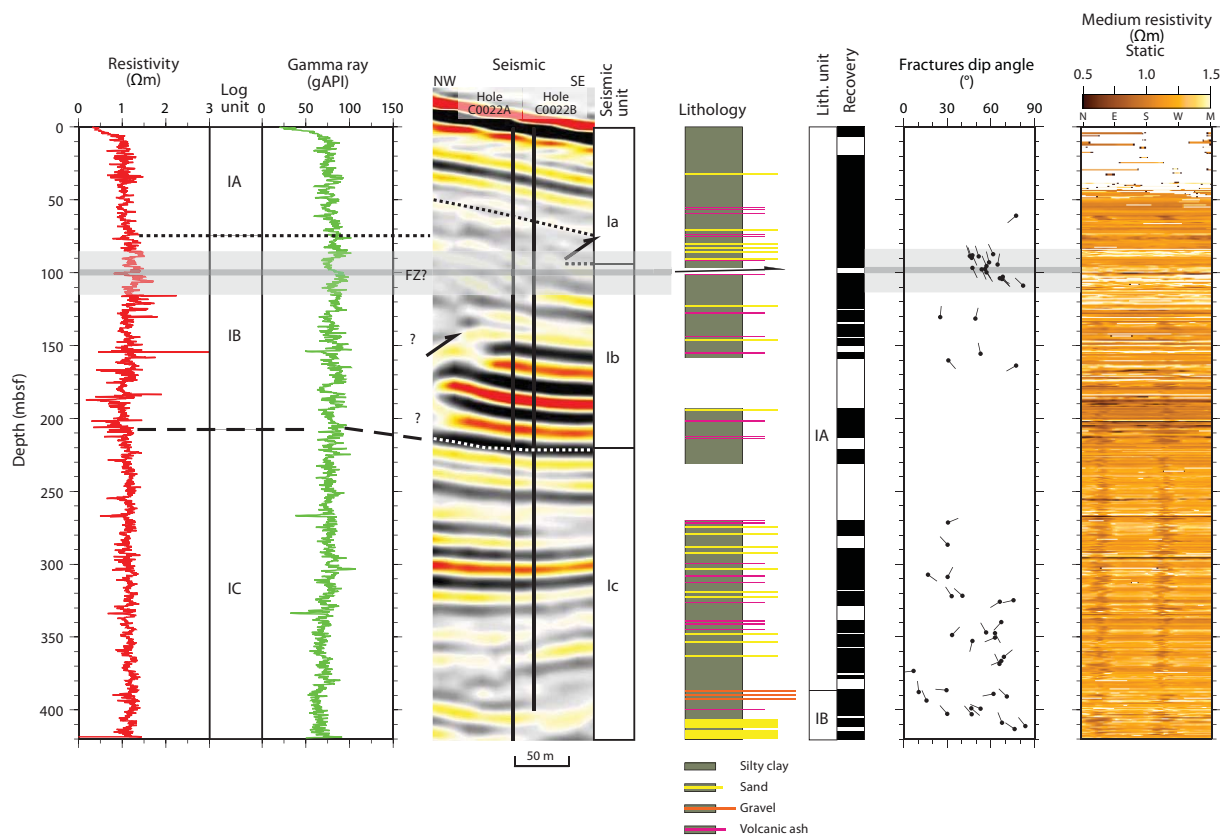 Resistivity
(Ωm)
0 1 2 3
Log
unit
Gamma ray
(gAPI)
0 50 100 150
Seismic
NW SE
Hole
C0022A
Hole
C0022B
Seismic
unit
Lithology
Lith. unit
Recovery
Fractures dip angle
(°)
0 30 60 90
Medium resistivity
(Ωm)
Static
0.5 1.0 1.5
N E S W M
Depth (mbsf)
0
50
100
150
200
250
300
350
400
IA
IB
IC
FZ?
?
?
Ia
Ib
Ic
IA
IB
50 m
Silty clay
Sand
Gravel
Volcanic ash